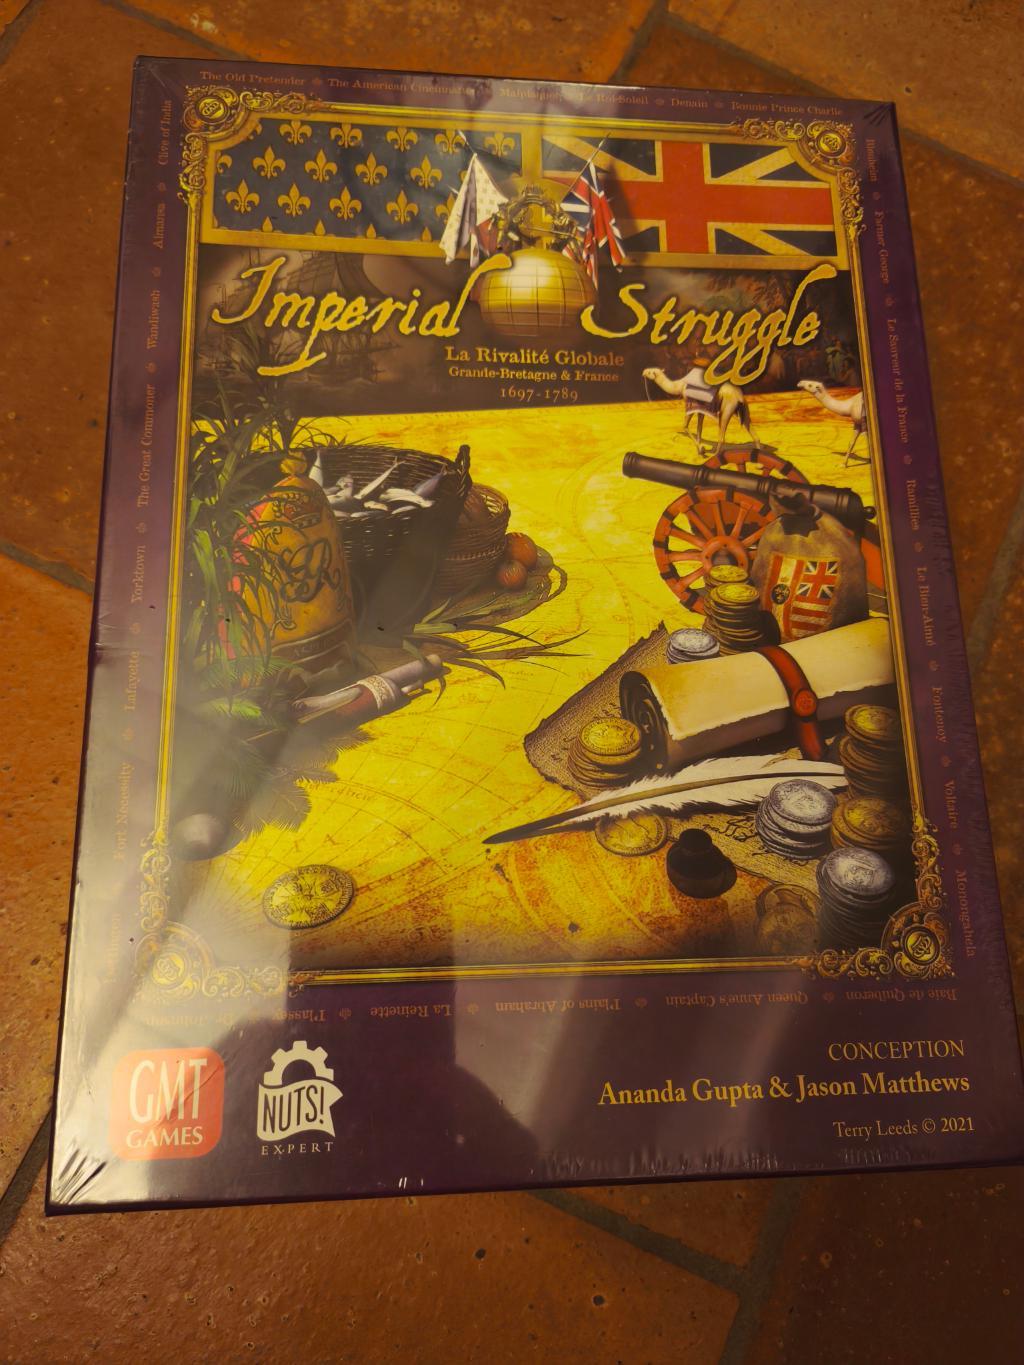 The Old Pretender The American Cincinnatus Malplaquet Le Roi-Soleil Denain Bonnie Prince Charlie
Clive of India
Almansa
Wandiwash
The Great Commoner
Yorktown
Lafayette
Fort Necessity
Blenheim
Farmer George
Le Sauveur de la France
Ramillies
Le Bien-Aimé
Fontenoy
Voltaire
Monongahela
Imperial Struggle
La Rivalité Globale
Grande-Bretagne & France
1697-1789
Baie de Quiberon Queen Anne's Captain Plains of Abraham La Reinette Plassey Dr Johnson
GMT
GAMES
NUTS!
EXPERT
CONCEPTION
Ananda Gupta & Jason Matthews
Terry Leeds © 2021